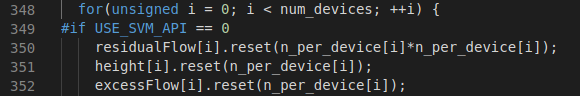 348 for(unsigned i = 0; i < num_devices; ++i) {
349 #if USE_SVM_API == 0
350 residualFlow[i].reset(n_per_device[i]*n_per_device[i]);
351 height[i].reset(n_per_device[i]);
352 excessFlow[i].reset(n_per_device[i]);